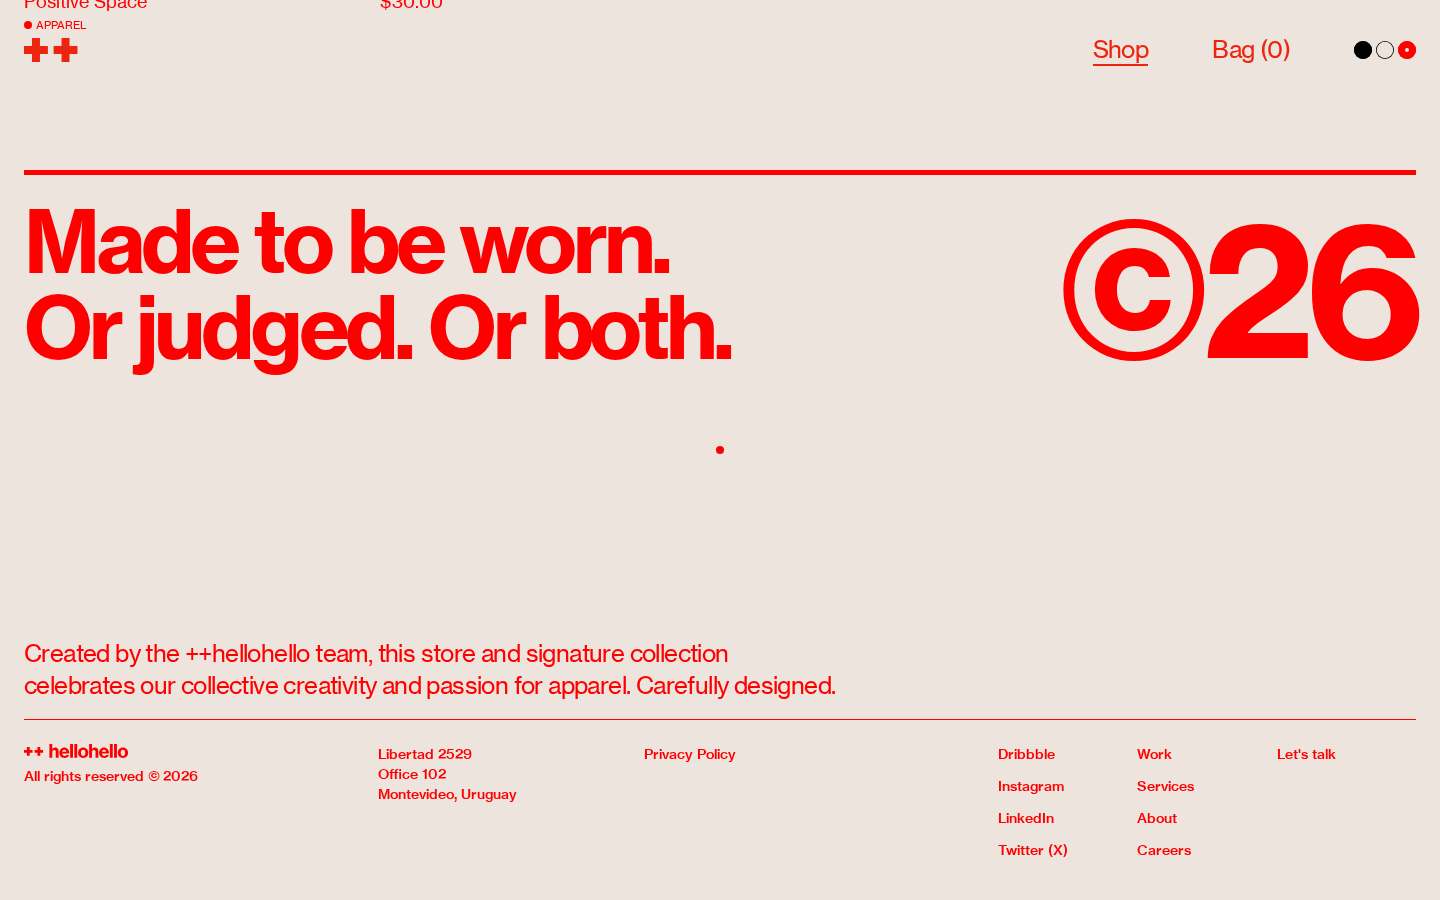 Positive Space
$30.00
APPAREL
++
Shop
Bag (0)
Made to be worn.
Or judged. Or both.
©26
Created by the ++hellohello team, this store and signature collection
celebrates our collective creativity and passion for apparel. Carefully designed.
++ hellohello
All rights reserved © 2026
Libertad 2529
Office 102
Montevideo, Uruguay
Privacy Policy
Dribbble
Instagram
LinkedIn
Twitter (X)
Work
Services
About
Careers
Let's talk